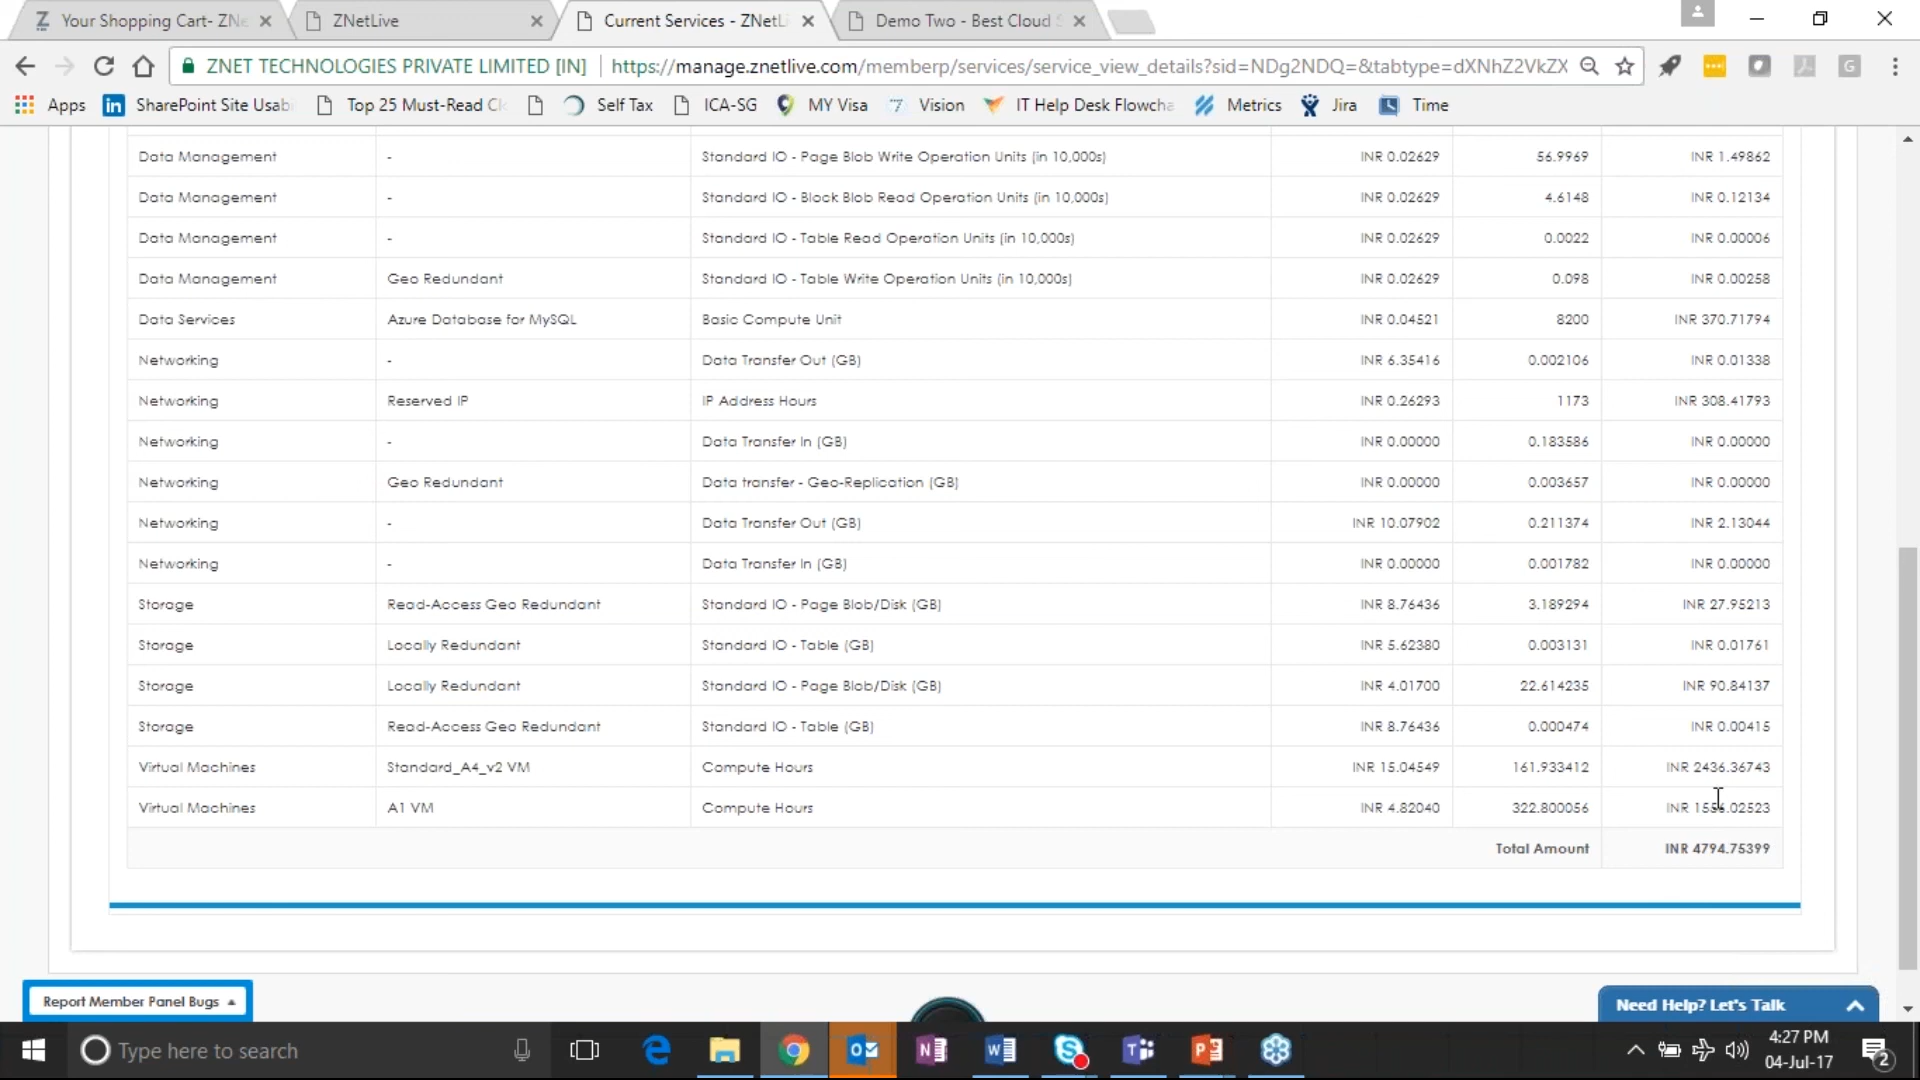 Your Shopping Cart- ZNe
ZNetLive
Current Services - ZNetLi
Demo Two - Best Cloud S
ZNET TECHNOLOGIES PRIVATE LIMITED [IN] https://manage.znetlive.com/memberp/services/service_view_details?sid=NDg2NDQ=&tabtype=dXNhZ2VkZX
Apps SharePoint Site Usab Top 25 Must-Read Cl Self Tax ICA-SG MY Visa Vision IT Help Desk Flowcha Metrics Jira Time
Data Management - Standard IO - Page Blob Write Operation Units (in 10,000s) INR 0.02629 56.9969 INR 1.49862
Data Management - Standard IO - Block Blob Read Operation Units (in 10,000s) INR 0.02629 4.6148 INR 0.12134
Data Management - Standard IO - Table Read Operation Units (in 10,000s) INR 0.02629 0.0022 INR 0.00006
Data Management Geo Redundant Standard IO - Table Write Operation Units (in 10,000s) INR 0.02629 0.098 INR 0.00258
Data Services Azure Database for MySQL Basic Compute Unit INR 0.04521 8200 INR 370.71794
Networking - Data Transfer Out (GB) INR 6.35416 0.002106 INR 0.01338
Networking Reserved IP IP Address Hours INR 0.26293 1173 INR 308.41793
Networking - Data Transfer In (GB) INR 0.00000 0.183586 INR 0.00000
Networking Geo Redundant Data transfer - Geo-Replication (GB) INR 0.00000 0.003657 INR 0.00000
Networking - Data Transfer Out (GB) INR 10.07902 0.211374 INR 2.13044
Networking - Data Transfer In (GB) INR 0.00000 0.001782 INR 0.00000
Storage Read-Access Geo Redundant Standard IO - Page Blob/Disk (GB) INR 8.76436 3.189294 INR 27.95213
Storage Locally Redundant Standard IO - Table (GB) INR 5.62380 0.003131 INR 0.01761
Storage Locally Redundant Standard IO - Page Blob/Disk (GB) INR 4.01700 22.614235 INR 90.84137
Storage Read-Access Geo Redundant Standard IO - Table (GB) INR 8.76436 0.000474 INR 0.00415
Virtual Machines Standard_A4_v2 VM Compute Hours INR 15.04549 161.933412 INR 2436.36743
Virtual Machines A1 VM Compute Hours INR 4.82040 322.800056 INR 1556.02523
Total Amount INR 4794.75399
Report Member Panel Bugs
Need Help? Let's Talk
Type here to search
4:27 PM
04-Jul-17
2